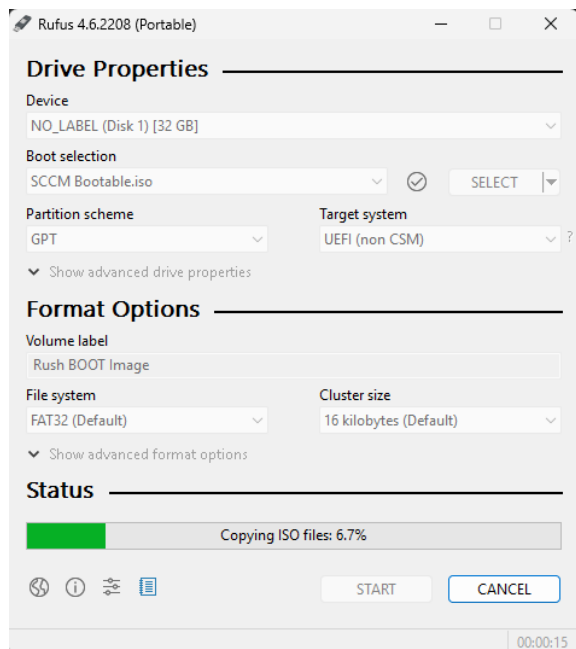 Rufus 4.6.2208 (Portable)
Drive Properties
Device
NO_LABEL (Disk 1) [32 GB]
Boot selection
SCCM Bootable.iso
SELECT
Partition scheme
Target system
GPT
UEFI (non CSM)
?
Show advanced drive properties
Format Options
Volume label
Rush BOOT Image
File system
Cluster size
FAT32 (Default)
16 kilobytes (Default)
Show advanced format options
Status
Copying ISO files: 6.7%
START
CANCEL
00:00:15